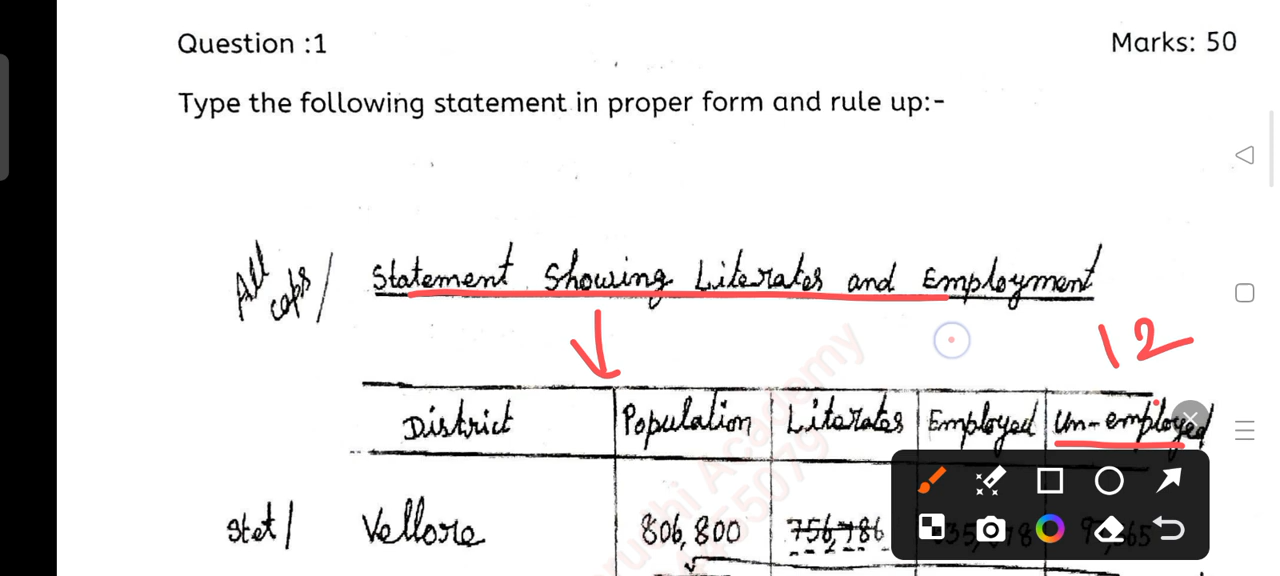 Question :1 Marks: 50
Type the following statement in proper form and rule up:-
All caps/ Statement Showing Literates and Employment
12
District Population Literates Employed Un-employed
Stet/ Vellore 806,800 756,786